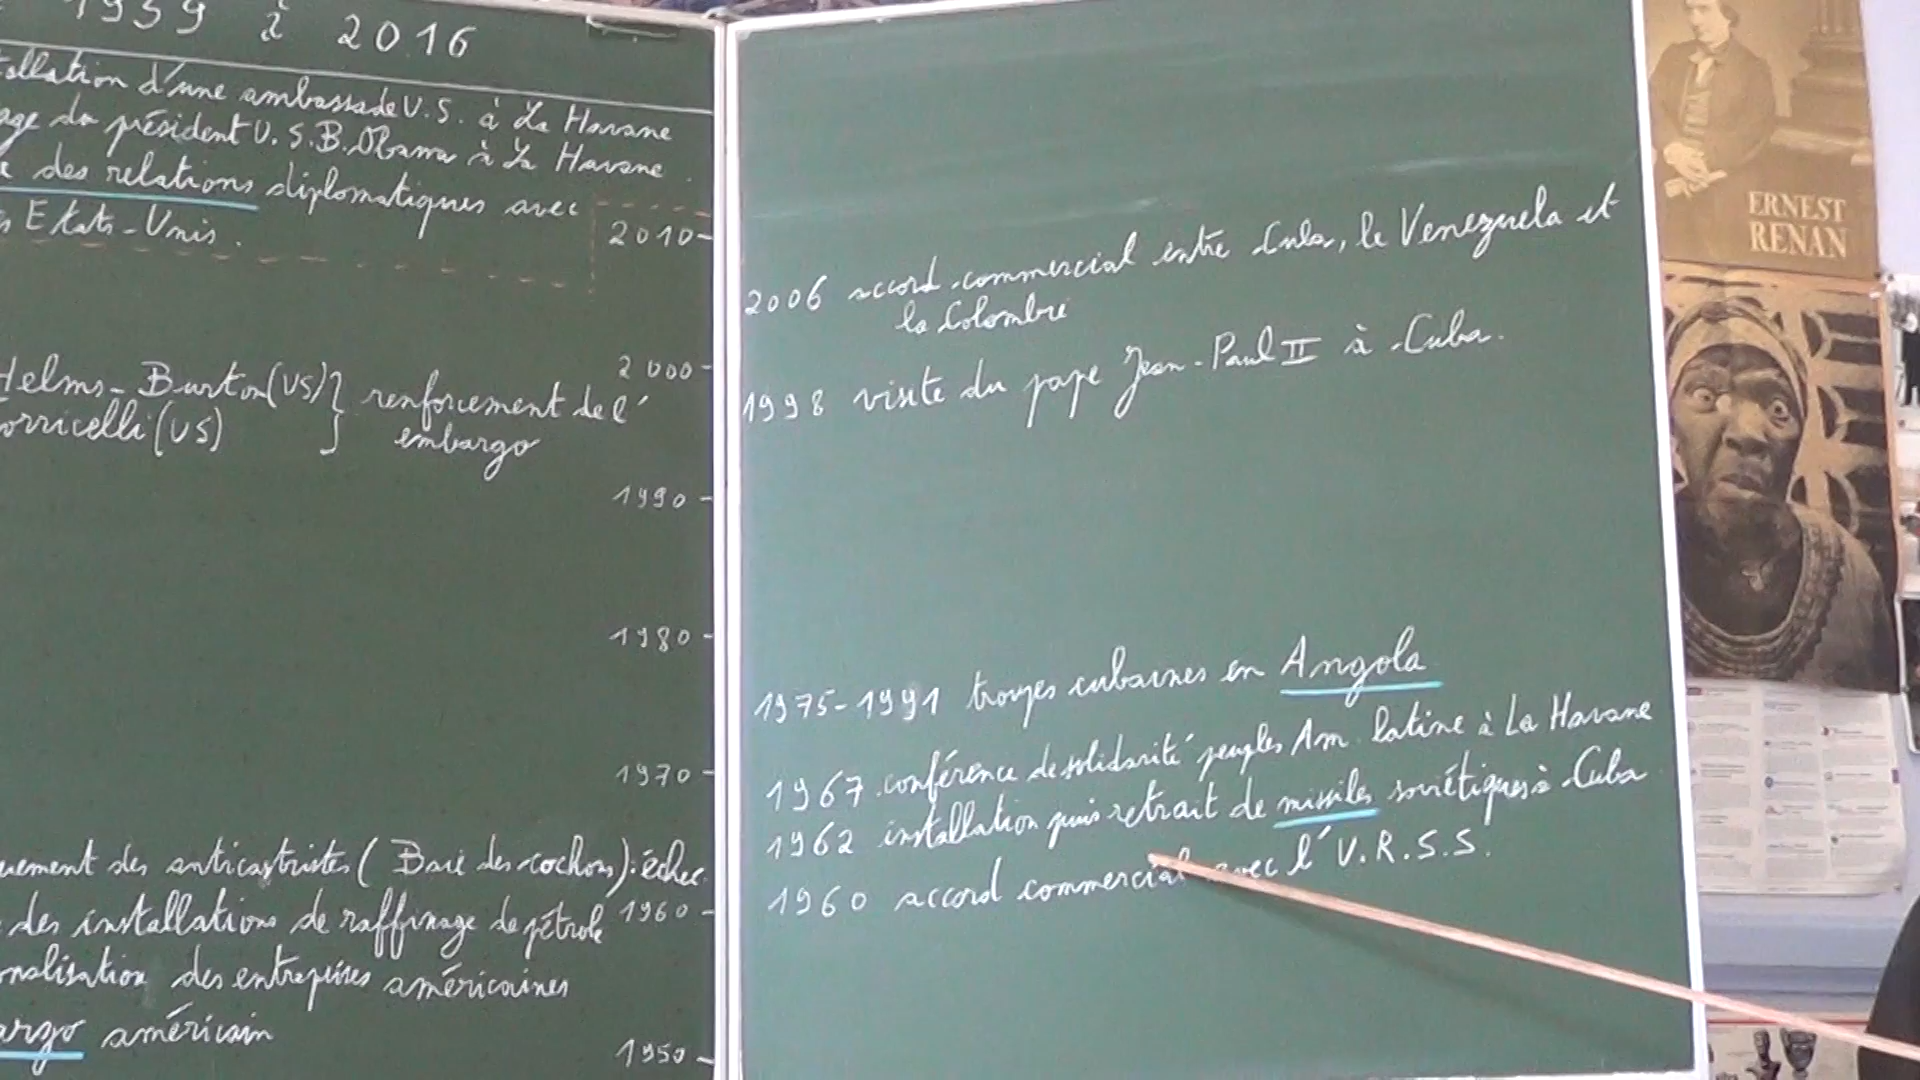 1959 à 2016
tallation d'une ambassade U.S. à La Havane
age du président U.S. B. Obama à La Havane.
des relations diplomatiques avec
s Etats-Unis.
Helms-Burton (US) } renforcement de l'
orricelli (US) } embargo
uement des anticastristes (Baie des cochons): échec.
des installations de raffinage de pétrole
onalisation des entreprises américaines
argo américain
2010-
2000-
1990-
1980-
1970-
1960-
1950-
2006 accord commercial entre Cuba, le Venezuela et
la Colombie
1998 visite du pape Jean-Paul II à Cuba.
1975-1991 troupes cubaines en Angola
1967 conférence de solidarité peuples Am. latine à La Havane
1962 installation puis retrait de missiles soviétiques à Cuba
1960 accord commercial avec l'U.R.S.S.
ERNEST
RENAN